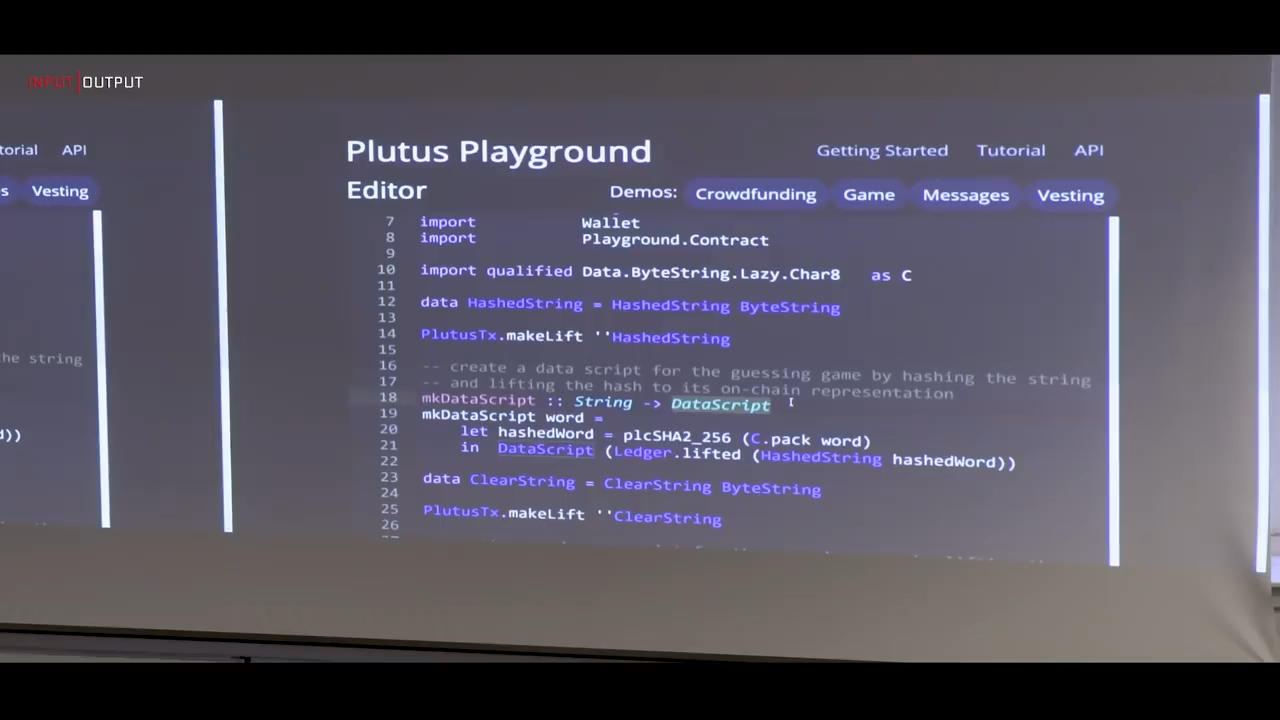 INPUT|OUTPUT
torial API
s Vesting
he string
d))
Plutus Playground
Getting Started Tutorial API
Editor
Demos: Crowdfunding Game Messages Vesting
7 import Wallet
8 import Playground.Contract
9
10 import qualified Data.ByteString.Lazy.Char8 as C
11
12 data HashedString = HashedString ByteString
13
14 PlutusTx.makeLift ''HashedString
15
16 -- create a data script for the guessing game by hashing the string
17 -- and lifting the hash to its on-chain representation
18 mkDataScript :: String -> DataScript
19 mkDataScript word =
20 let hashedWord = plcSHA2_256 (C.pack word)
21 in DataScript (Ledger.lifted (HashedString hashedWord))
22
23 data ClearString = ClearString ByteString
24
25 PlutusTx.makeLift ''ClearString
26